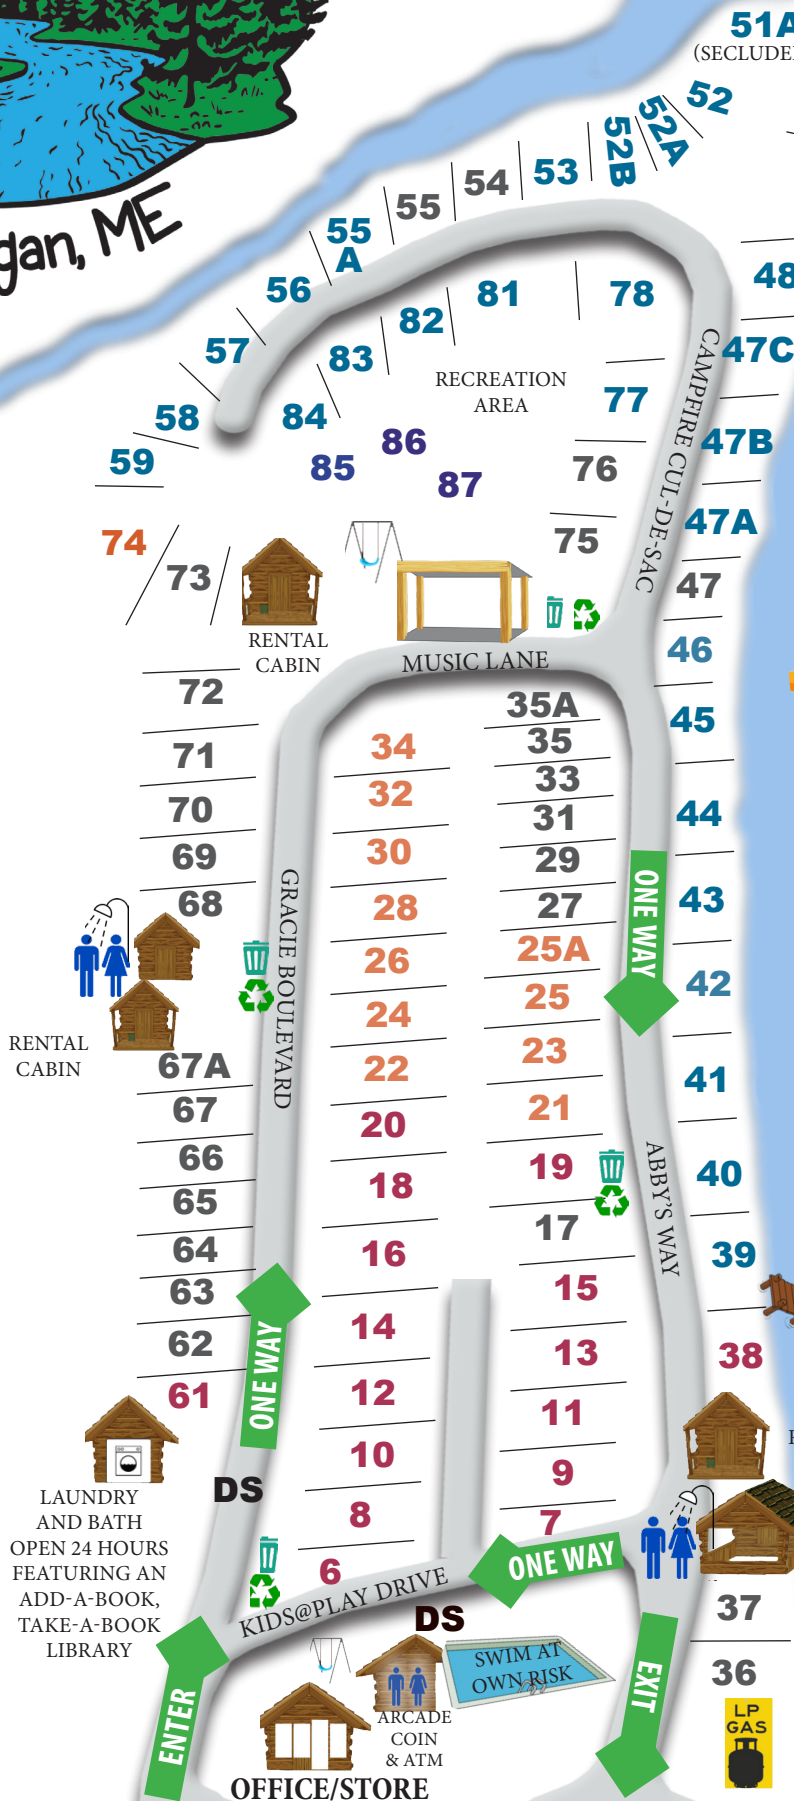 51A
(SECLUDE
52
52A
52B
53
54
55
55
A
56
57
58
59
gan, ME
48
47C
47B
47A
47
46
45
44
43
42
41
40
39
38
37
36
81
78
82
83
84
77
76
75
RECREATION
AREA
86
85
87
CAMPFIRE CUL-DE-SAC
74
73
RENTAL
CABIN
MUSIC LANE
72
71
70
69
68
RENTAL
CABIN
67A
67
66
65
64
63
62
61
GRACIE BOULEVARD
34
32
30
28
26
24
22
20
18
16
14
12
10
8
6
35A
35
33
31
29
27
25A
25
23
21
19
17
15
13
11
9
7
ONE WAY
ABBY'S WAY
ONE WAY
DS
LAUNDRY
AND BATH
OPEN 24 HOURS
FEATURING AN
ADD-A-BOOK,
TAKE-A-BOOK
LIBRARY
KIDS@PLAY DRIVE
ONE WAY
DS
SWIM AT
OWN RISK
ENTER
EXIT
ARCADE
COIN
& ATM
OFFICE/STORE
LP
GAS